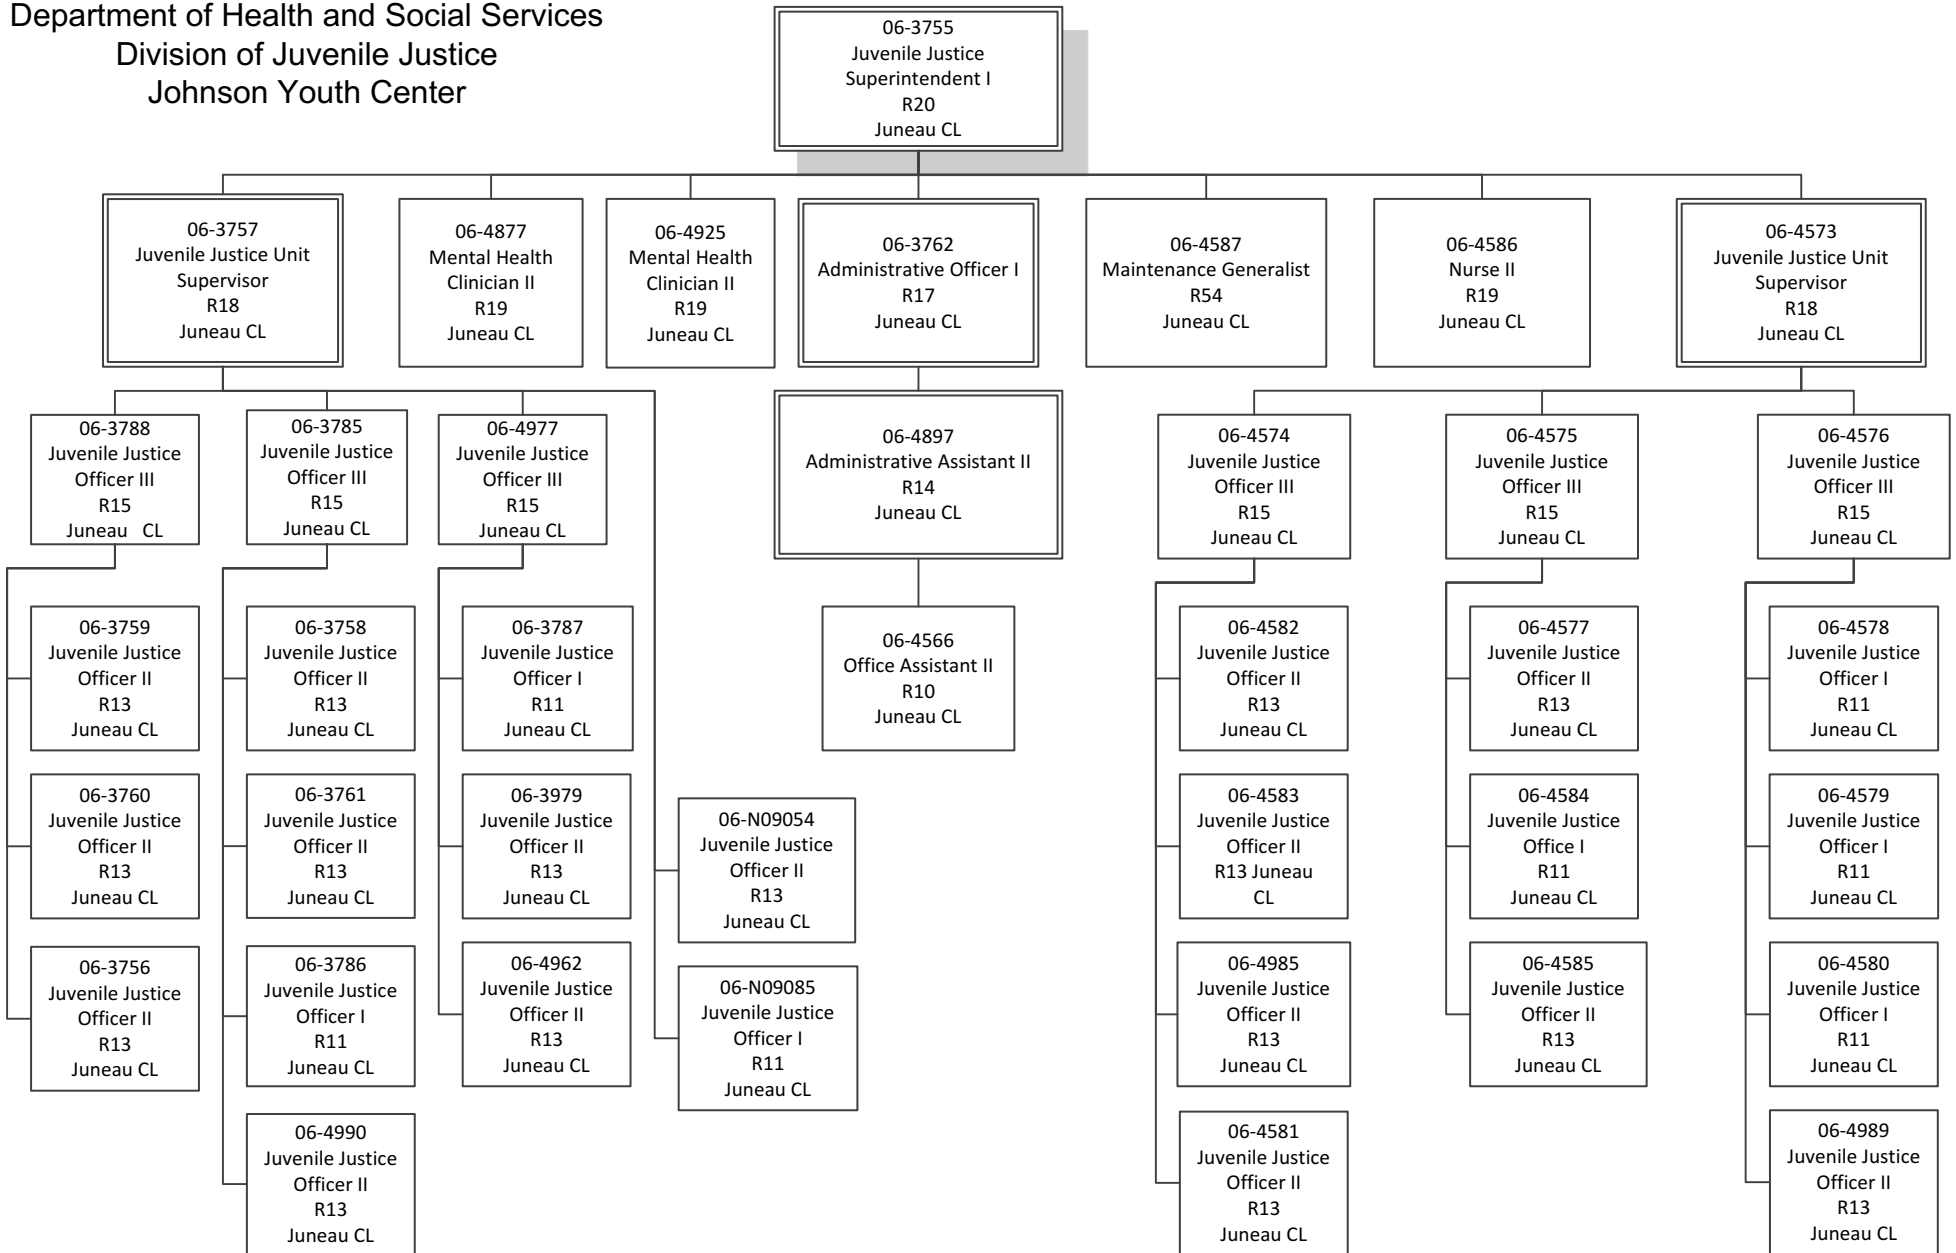 Department of Health and Social Services
Division of Juvenile Justice
Johnson Youth Center
06-3755
Juvenile Justice
Superintendent I
R20
Juneau CL
06-3757
Juvenile Justice Unit
Supervisor
R18
Juneau CL
06-4877
Mental Health
Clinician II
R19
Juneau CL
06-4925
Mental Health
Clinician II
R19
Juneau CL
06-3762
Administrative Officer I
R17
Juneau CL
06-4587
Maintenance Generalist
R54
Juneau CL
06-4586
Nurse II
R19
Juneau CL
06-4573
Juvenile Justice Unit
Supervisor
R18
Juneau CL
06-3788
Juvenile Justice
Officer III
R15
Juneau   CL
06-3785
Juvenile Justice
Officer III
R15
Juneau CL
06-4977
Juvenile Justice
Officer III
R15
Juneau CL
06-4897
Administrative Assistant II
R14
Juneau CL
06-4574
Juvenile Justice
Officer III
R15
Juneau CL
06-4575
Juvenile Justice
Officer III
R15
Juneau CL
06-4576
Juvenile Justice
Officer III
R15
Juneau CL
06-3759
Juvenile Justice
Officer II
R13
Juneau CL
06-3758
Juvenile Justice
Officer II
R13
Juneau CL
06-3787
Juvenile Justice
Officer I
R11
Juneau CL
06-4566
Office Assistant II
R10
Juneau CL
06-4582
Juvenile Justice
Officer II
R13
Juneau CL
06-4577
Juvenile Justice
Officer II
R13
Juneau CL
06-4578
Juvenile Justice
Officer I
R11
Juneau CL
06-3760
Juvenile Justice
Officer II
R13
Juneau CL
06-3761
Juvenile Justice
Officer II
R13
Juneau CL
06-3979
Juvenile Justice
Officer II
R13
Juneau CL
06-N09054
Juvenile Justice
Officer II
R13
Juneau CL
06-4583
Juvenile Justice
Officer II
R13 Juneau
CL
06-4584
Juvenile Justice
Office I
R11
Juneau CL
06-4579
Juvenile Justice
Officer I
R11
Juneau CL
06-3756
Juvenile Justice
Officer II
R13
Juneau CL
06-3786
Juvenile Justice
Officer I
R11
Juneau CL
06-4962
Juvenile Justice
Officer II
R13
Juneau CL
06-N09085
Juvenile Justice
Officer I
R11
Juneau CL
06-4985
Juvenile Justice
Officer II
R13
Juneau CL
06-4585
Juvenile Justice
Officer II
R13
Juneau CL
06-4580
Juvenile Justice
Officer I
R11
Juneau CL
06-4990
Juvenile Justice
Officer II
R13
Juneau CL
06-4581
Juvenile Justice
Officer II
R13
Juneau CL
06-4989
Juvenile Justice
Officer II
R13
Juneau CL